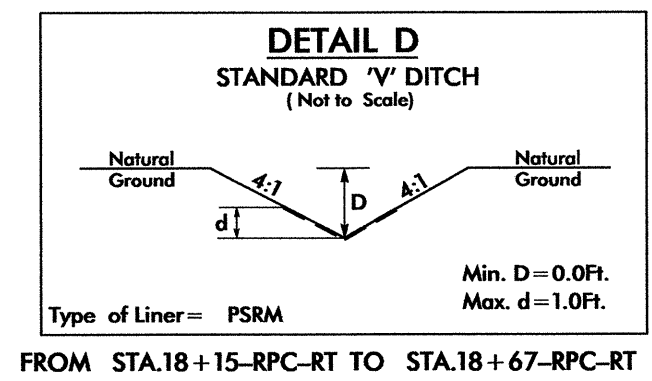 DETAIL D
STANDARD 'V' DITCH
(Not to Scale)
Natural
Ground
4:1
D
4:1
Natural
Ground
d
Min. D=0.0Ft.
Max. d=1.0Ft.
Type of Liner= PSRM
FROM STA.18+15-RPC-RT TO STA.18+67-RPC-RT